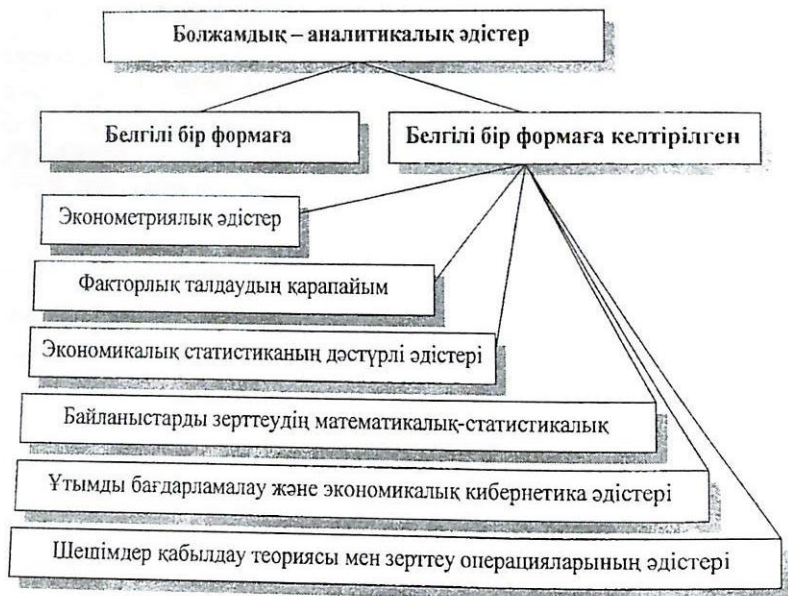 Болжамдық – аналитикалық әдістер
Белгілі бір формаға
Белгілі бір формаға келтірілген
Эконометриялық әдістер
Факторлық талдаудың қарапайым
Экономикалық статистиканың дәстүрлі әдістері
Байланыстарды зерттеудің математикалық-статистикалық
Ұтымды бағдарламалау және экономикалық кибернетика әдістері
Шешімдер қабылдау теориясы мен зерттеу операцияларының әдістері